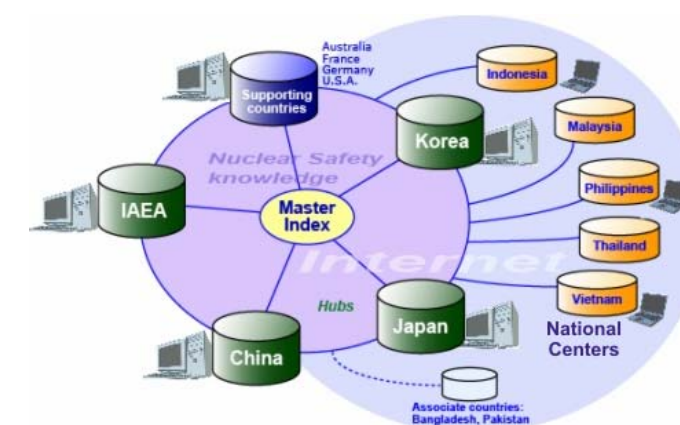 Australia
France
Germany
U.S.A.
Supporting
countries
Indonesia
Korea
Malaysia
Nuclear Safety
knowledge
IAEA
Master
Index
Philippines
Thailand
Internet
Hubs
Vietnam
Japan
National
Centers
China
Associate countries:
Bangladesh, Pakistan